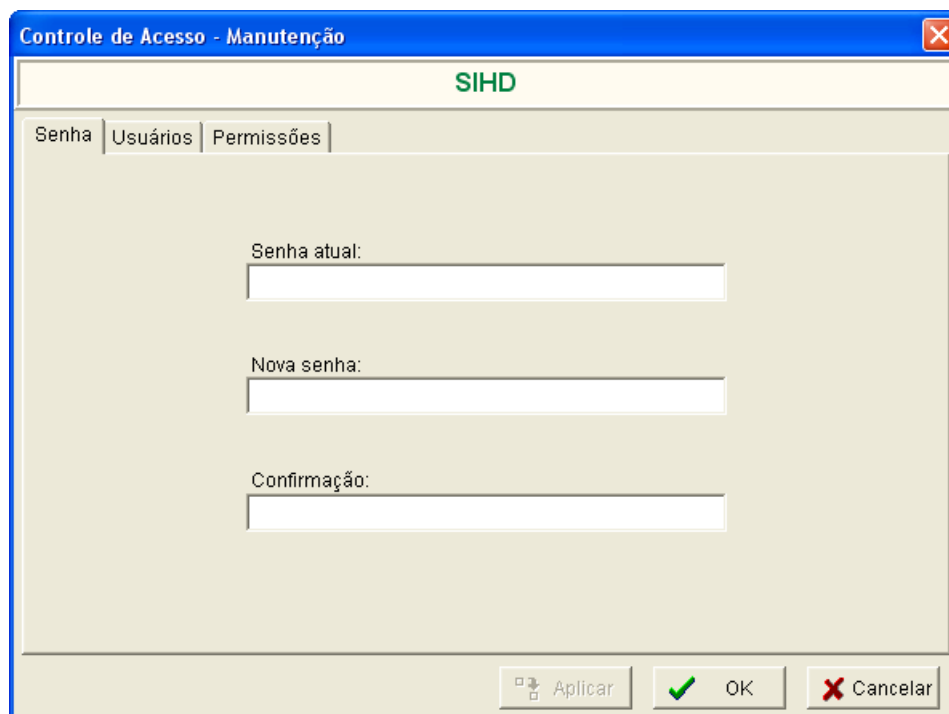 Controle de Acesso - Manutenção
SIHD
Senha Usuários Permissões
Senha atual:
Nova senha:
Confirmação:
Aplicar OK Cancelar